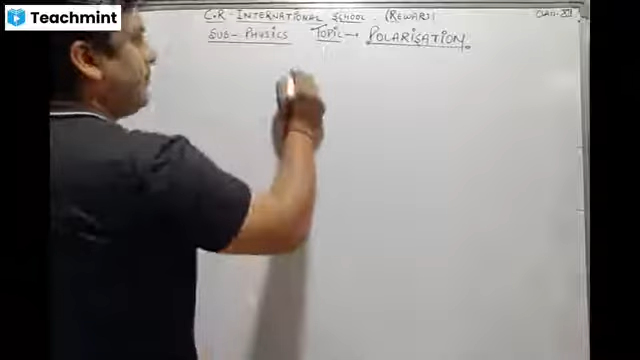 Teachmint
C.R. INTERNATIONAL SCHOOL (REWARI)
SUB- PHYSICS TOPIC→ POLARISATION